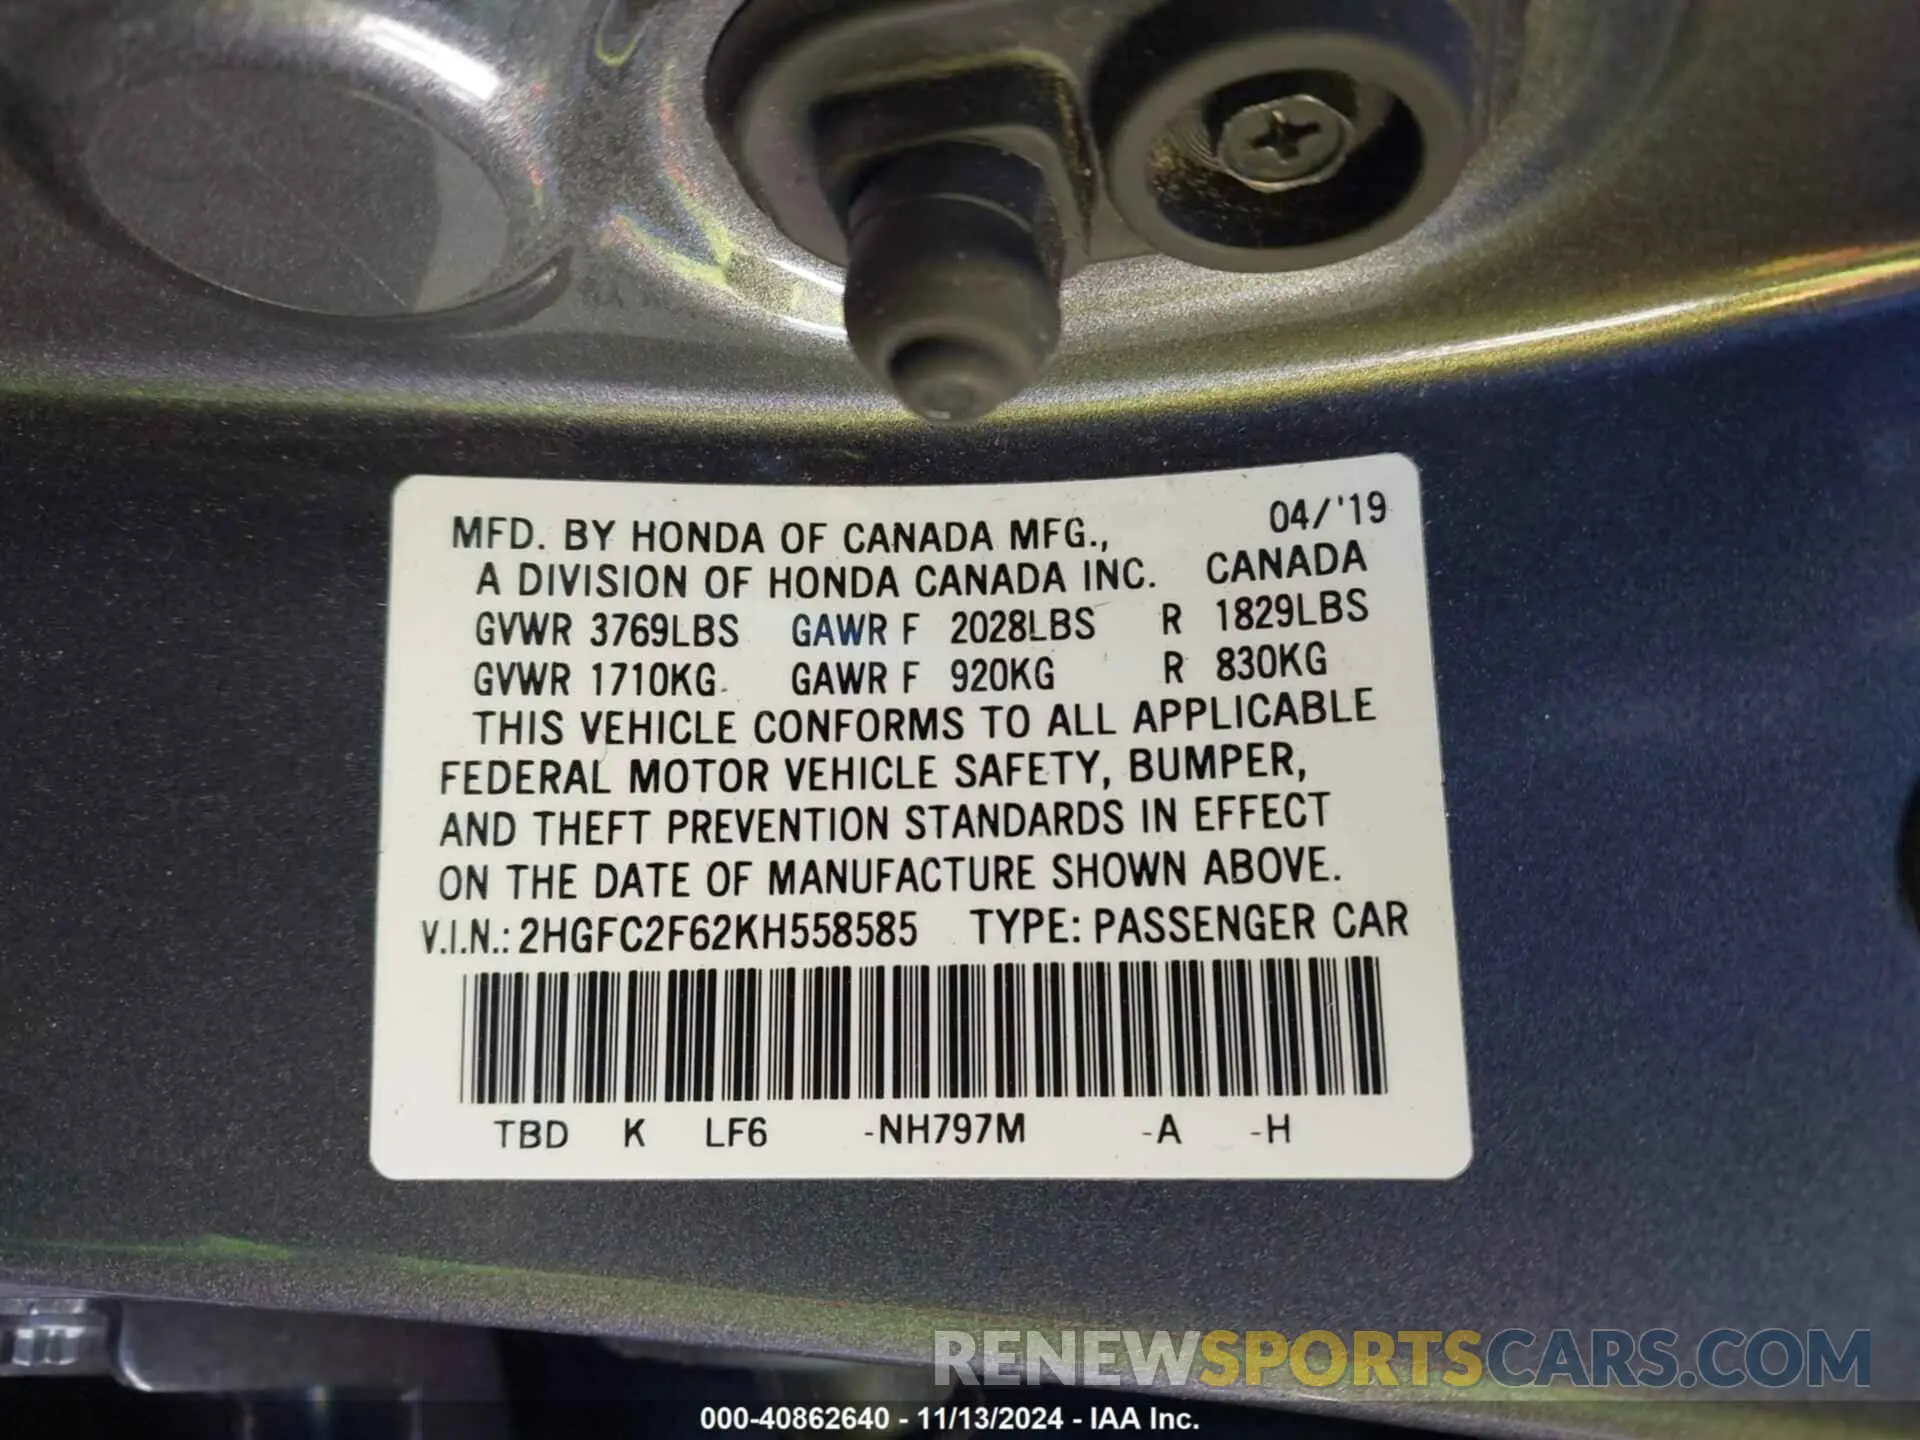 MFD. BY HONDA OF CANADA MFG., 04/'19
A DIVISION OF HONDA CANADA INC. CANADA
GVWR 3769LBS GAWR F 2028LBS R 1829LBS
GVWR 1710KG GAWR F 920KG R 830KG
THIS VEHICLE CONFORMS TO ALL APPLICABLE
FEDERAL MOTOR VEHICLE SAFETY, BUMPER,
AND THEFT PREVENTION STANDARDS IN EFFECT
ON THE DATE OF MANUFACTURE SHOWN ABOVE.
V.I.N.: 2HGFC2F62KH558585 TYPE: PASSENGER CAR
TBD K LF6 -NH797M -A -H
RENEWSPORTSCARS.COM
000-40862640 - 11/13/2024 - IAA Inc.